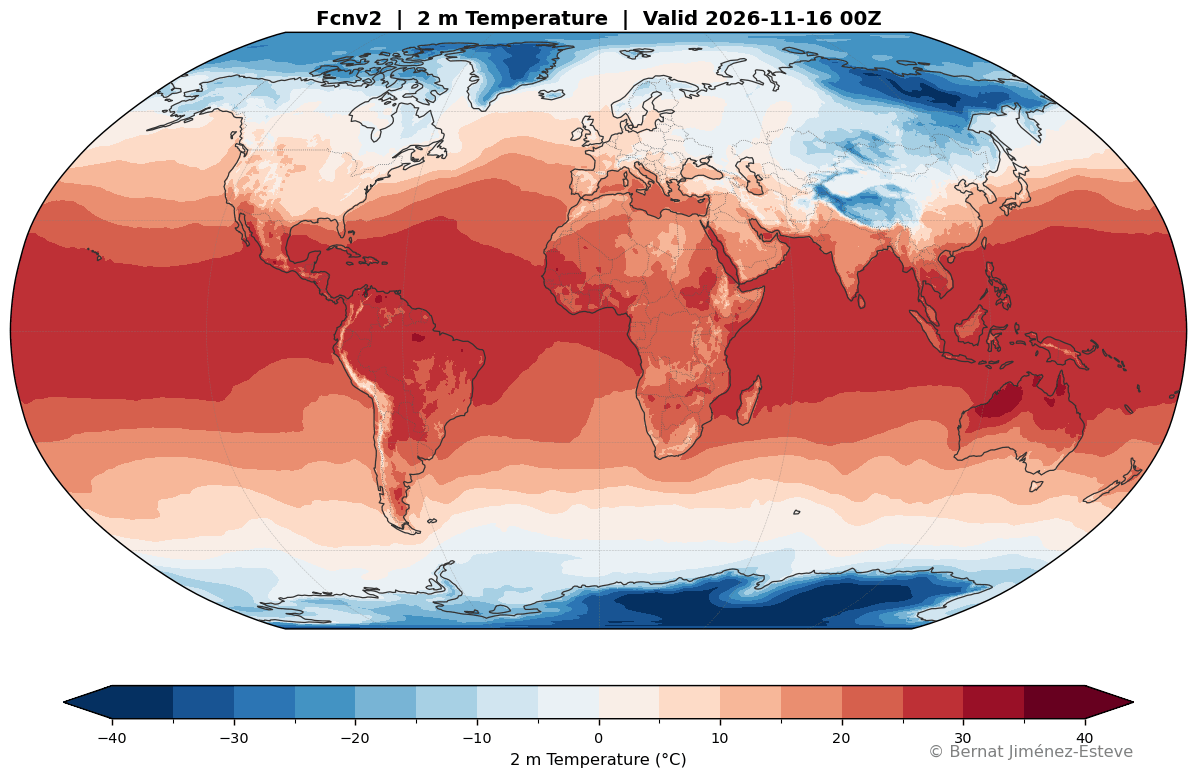 Fcnv2 | 2 m Temperature | Valid 2026-11-16 00Z
−40 −30 −20 −10 0 10 20 30 40
2 m Temperature (°C)
© Bernat Jiménez-Esteve